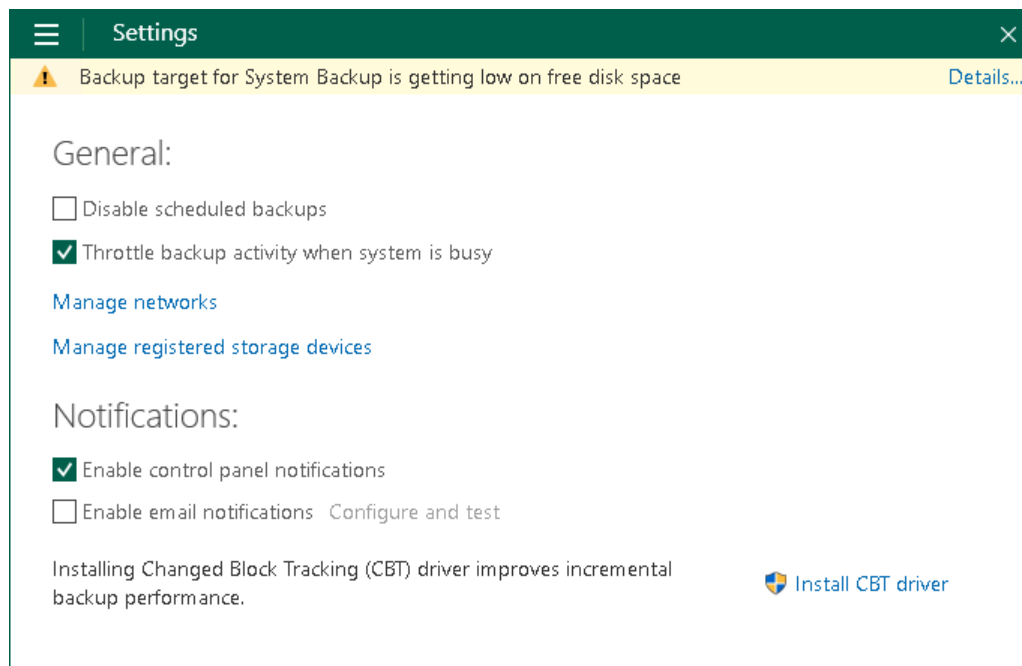 Settings
Backup target for System Backup is getting low on free disk space Details...
General:
Disable scheduled backups
Throttle backup activity when system is busy
Manage networks
Manage registered storage devices
Notifications:
Enable control panel notifications
Enable email notifications Configure and test
Installing Changed Block Tracking (CBT) driver improves incremental
backup performance.
Install CBT driver